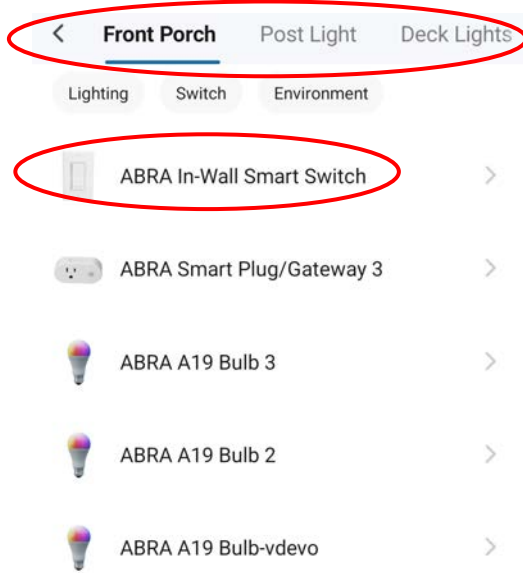 Front Porch Post Light Deck Lights
Lighting Switch Environment
ABRA In-Wall Smart Switch
ABRA Smart Plug/Gateway 3
ABRA A19 Bulb 3
ABRA A19 Bulb 2
ABRA A19 Bulb-vdevo